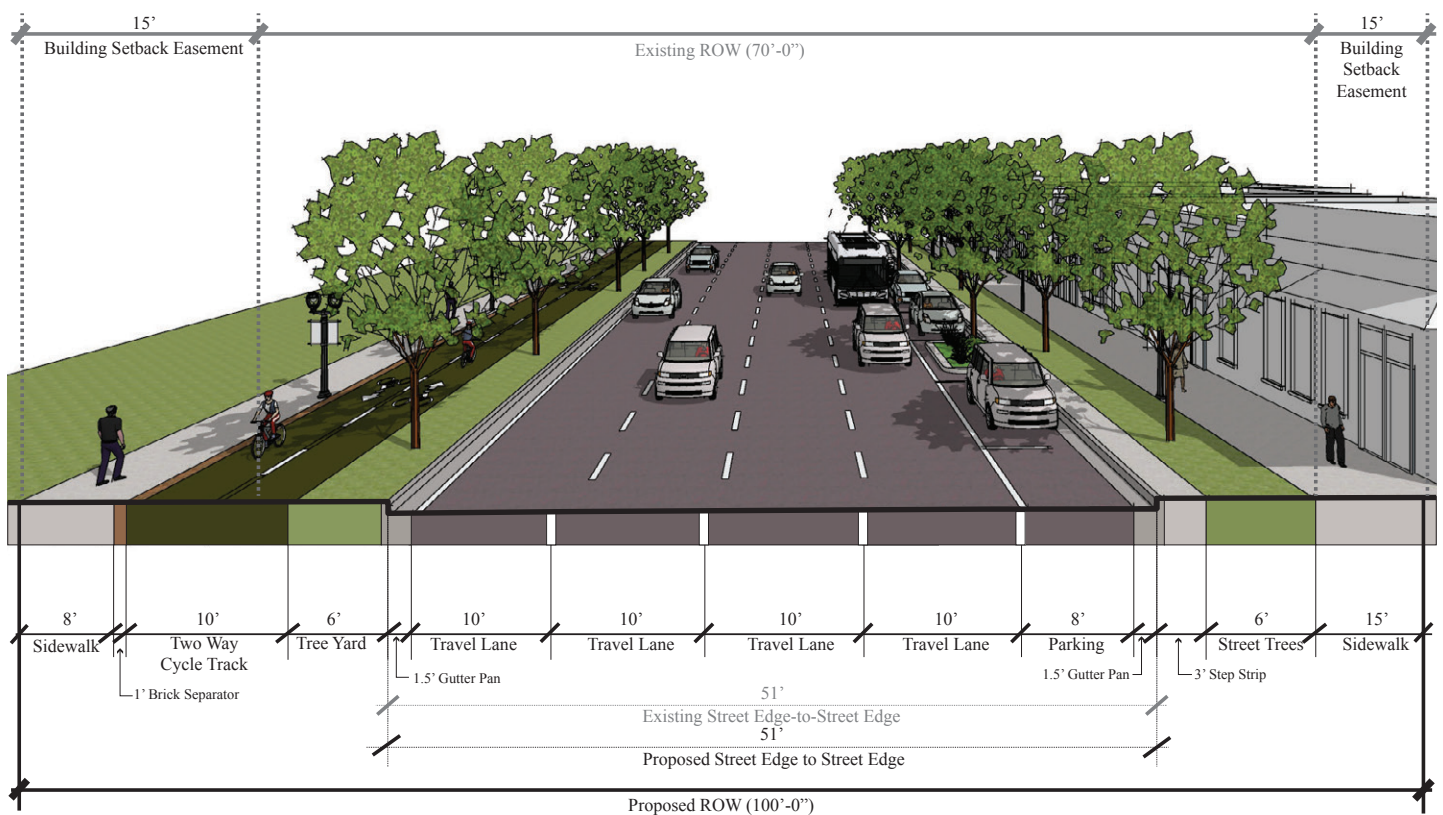 15’
Building Setback Easement
Existing ROW (70’-0”)
15’
Building
Setback
Easement
8’
Sidewalk
1’ Brick Separator
10’
Two Way
Cycle Track
6’
Tree Yard
1.5’ Gutter Pan
10’
Travel Lane
10’
Travel Lane
10’
Travel Lane
10’
Travel Lane
8’
Parking
1.5’ Gutter Pan
3’ Step Strip
6’
Street Trees
15’
Sidewalk
51’
Existing Street Edge-to-Street Edge
51’
Proposed Street Edge to Street Edge
Proposed ROW (100’-0”)